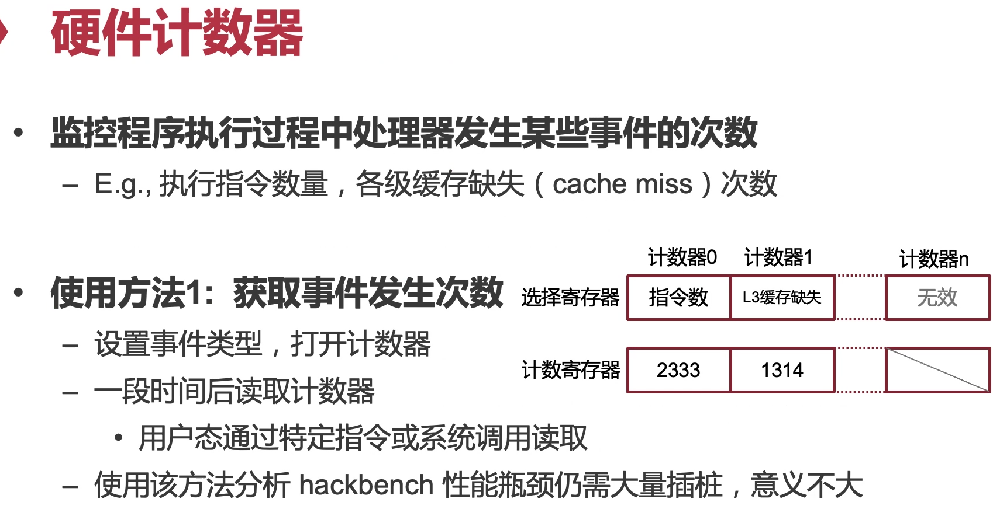 硬件计数器
• 监控程序执行过程中处理器发生某些事件的次数
– E.g., 执行指令数量，各级缓存缺失（cache miss）次数
• 使用方法1: 获取事件发生次数
– 设置事件类型，打开计数器
– 一段时间后读取计数器
• 用户态通过特定指令或系统调用读取
– 使用该方法分析 hackbench 性能瓶颈仍需大量插桩，意义不大
计数器0 计数器1 计数器n
选择寄存器 指令数 L3缓存缺失 无效
计数寄存器 2333 1314